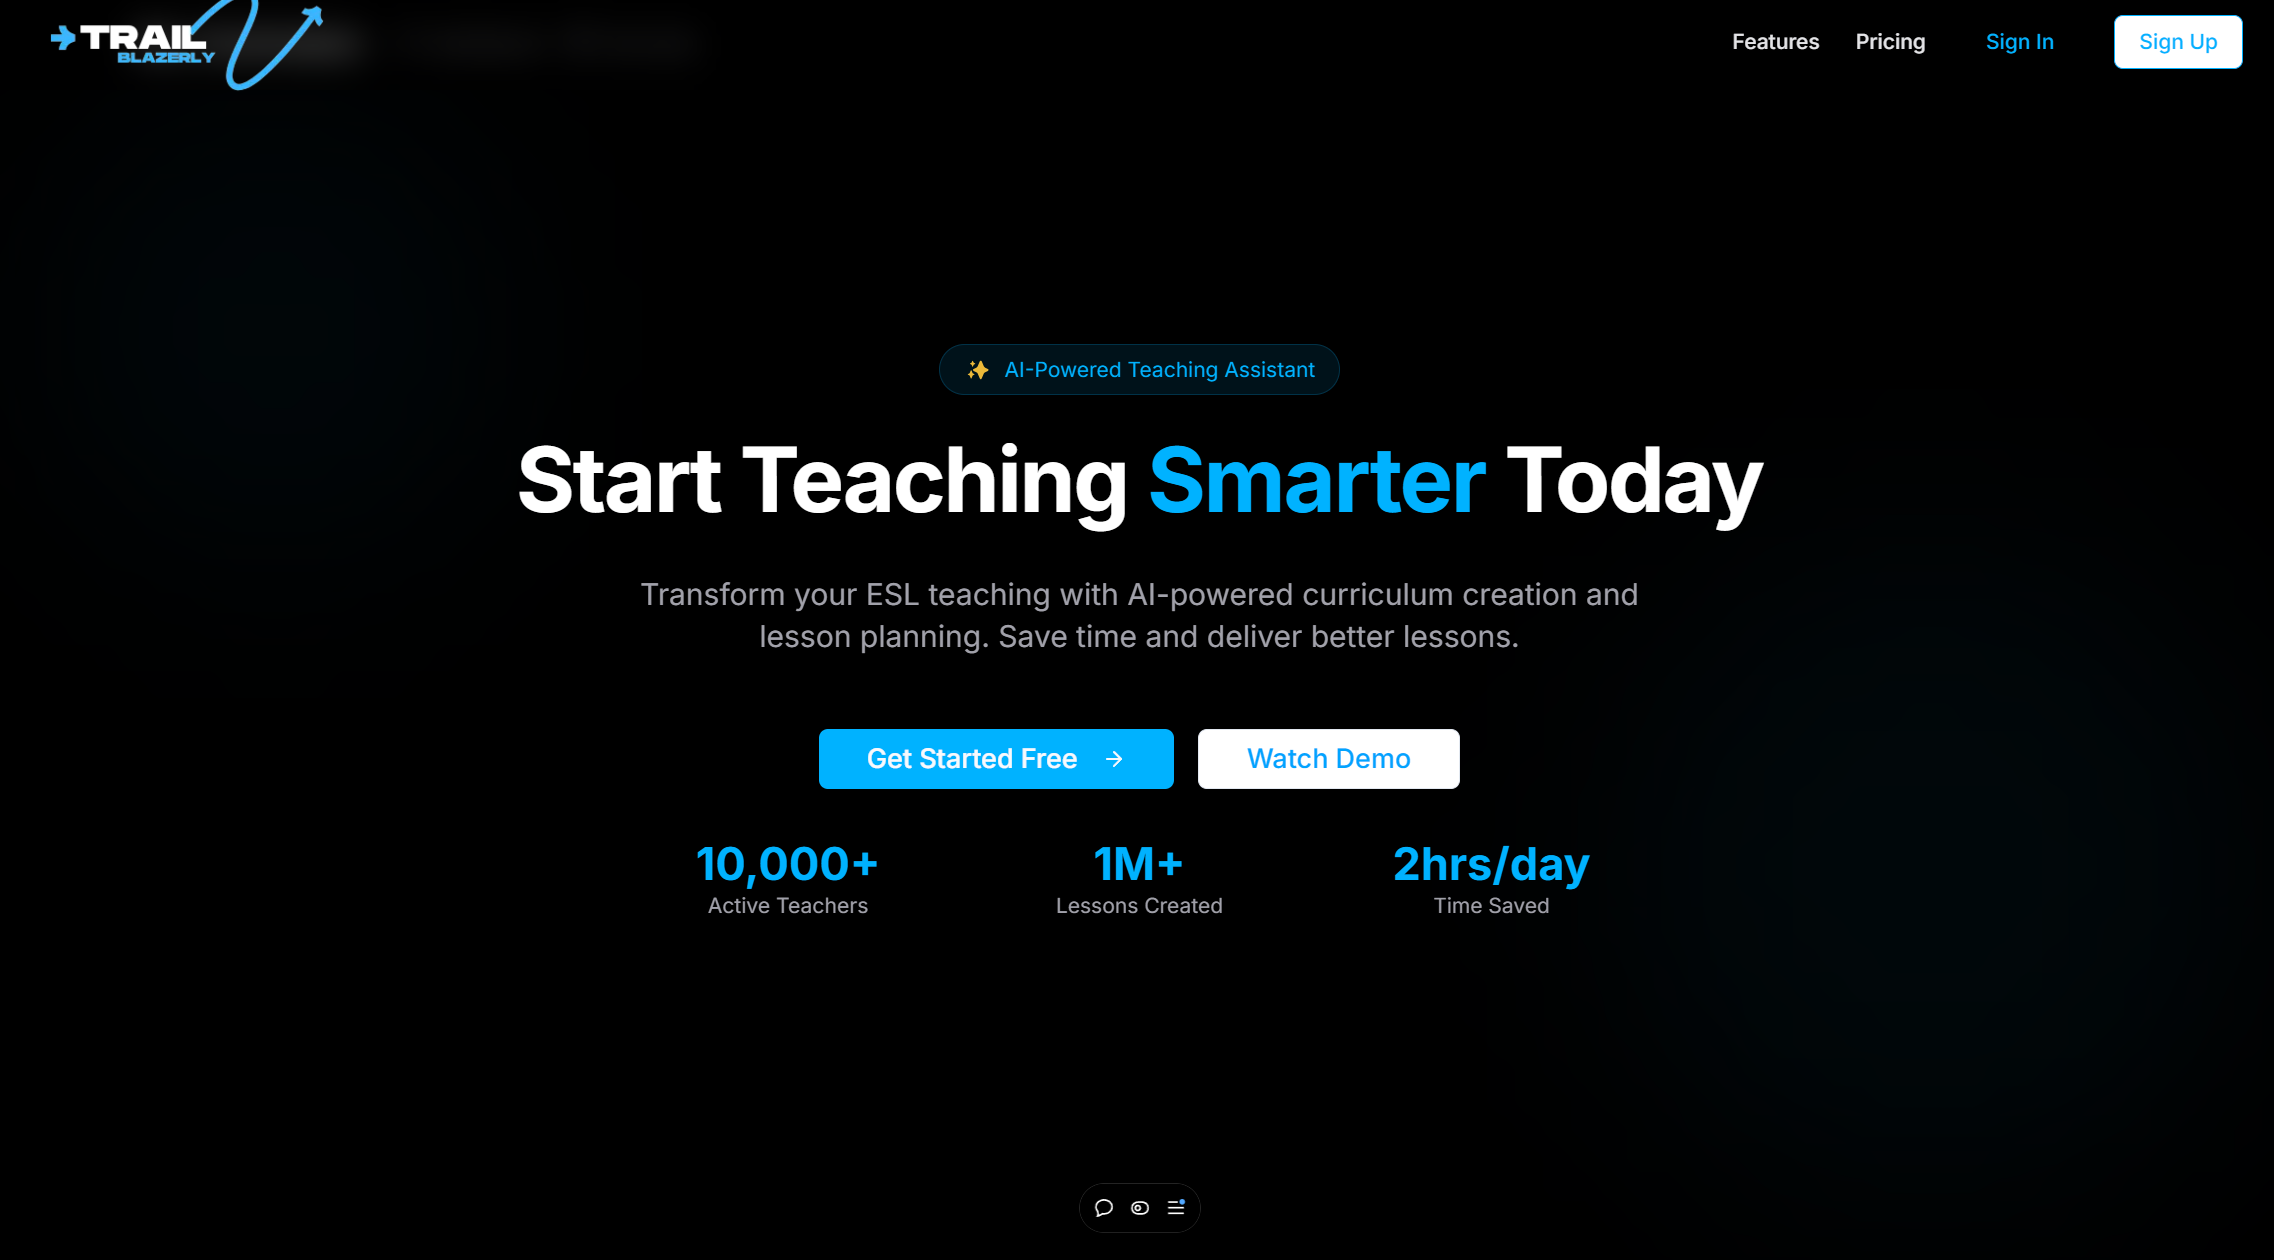 TRAIL
BLAZERLY
Features
Pricing
Sign In
Sign Up
✨ AI-Powered Teaching Assistant
Start Teaching Smarter Today
Transform your ESL teaching with AI-powered curriculum creation and
lesson planning. Save time and deliver better lessons.
Get Started Free →
Watch Demo
10,000+
Active Teachers
1M+
Lessons Created
2hrs/day
Time Saved